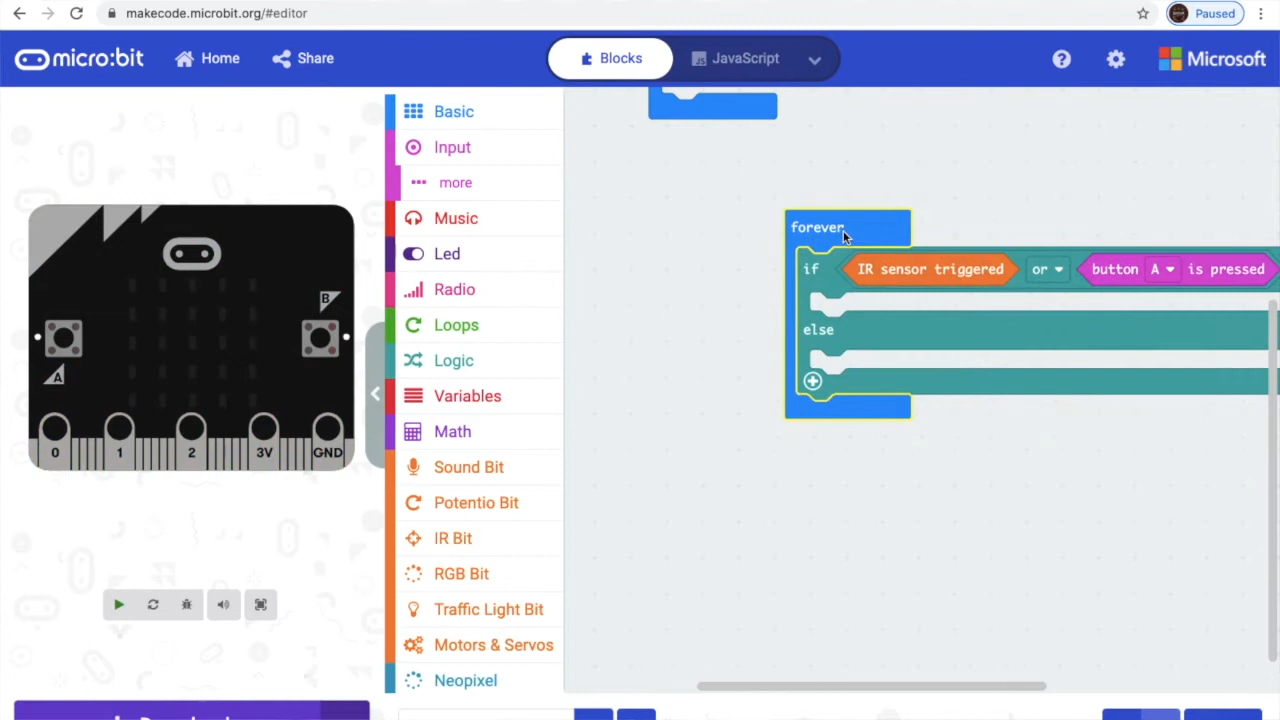 makecode.microbit.org/#editor
Paused
micro:bit
Home
Share
Blocks
JavaScript
Microsoft
Basic
Input
more
Music
Led
Radio
Loops
Logic
Variables
Math
Sound Bit
Potentio Bit
IR Bit
RGB Bit
Traffic Light Bit
Motors & Servos
Neopixel
B
A
0 1 2 3V GND
forever
if IR sensor triggered or button A is pressed
else